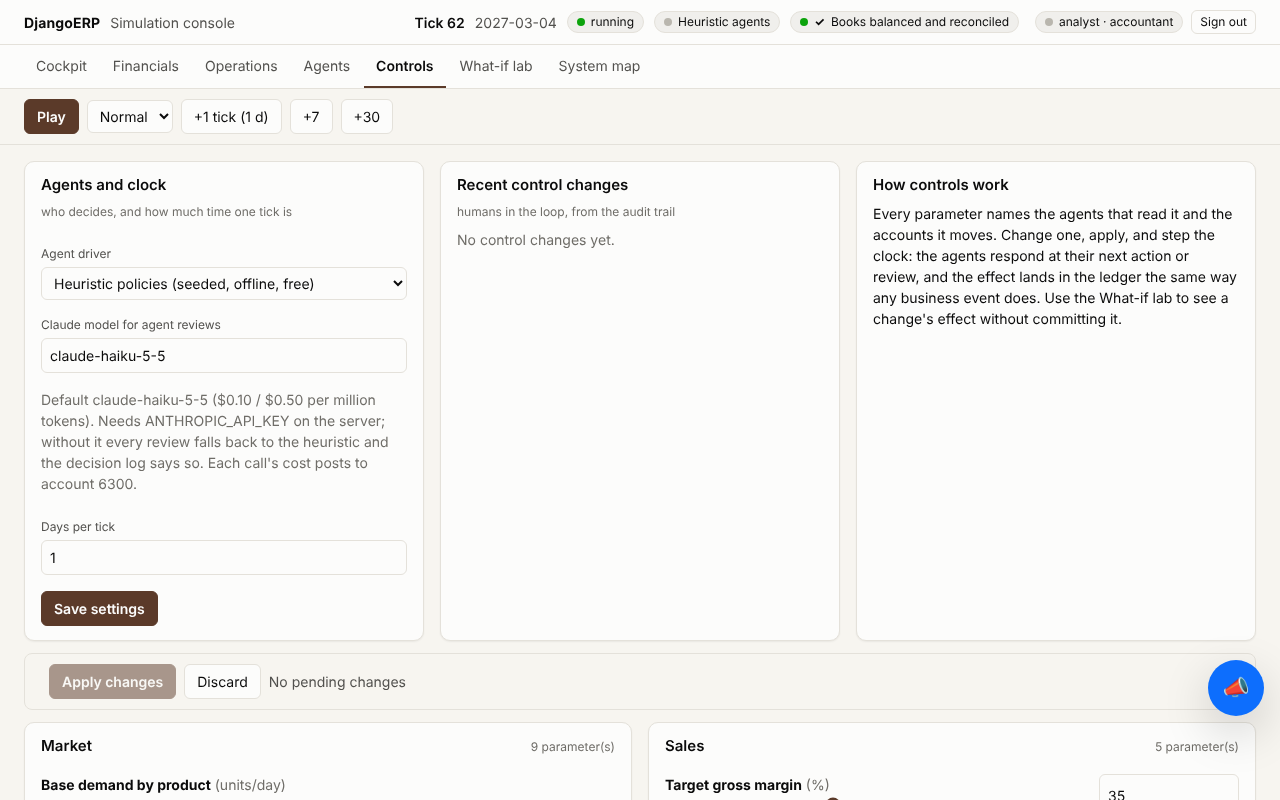 DjangoERP Simulation console
Tick 62 2027-03-04 running Heuristic agents ✔ Books balanced and reconciled analyst · accountant Sign out
Cockpit Financials Operations Agents Controls What-if lab System map
Play Normal +1 tick (1 d) +7 +30
Agents and clock
who decides, and how much time one tick is
Agent driver
Heuristic policies (seeded, offline, free)
Claude model for agent reviews
claude-haiku-5-5
Default claude-haiku-5-5 ($0.10 / $0.50 per million
tokens). Needs ANTHROPIC_API_KEY on the server;
without it every review falls back to the heuristic and
the decision log says so. Each call's cost posts to
account 6300.
Days per tick
1
Save settings
Recent control changes
humans in the loop, from the audit trail
No control changes yet.
How controls work
Every parameter names the agents that read it and the
accounts it moves. Change one, apply, and step the
clock: the agents respond at their next action or
review, and the effect lands in the ledger the same way
any business event does. Use the What-if lab to see a
change's effect without committing it.
Apply changes Discard No pending changes
Market 9 parameter(s)
Base demand by product (units/day)
Sales 5 parameter(s)
Target gross margin (%)
35